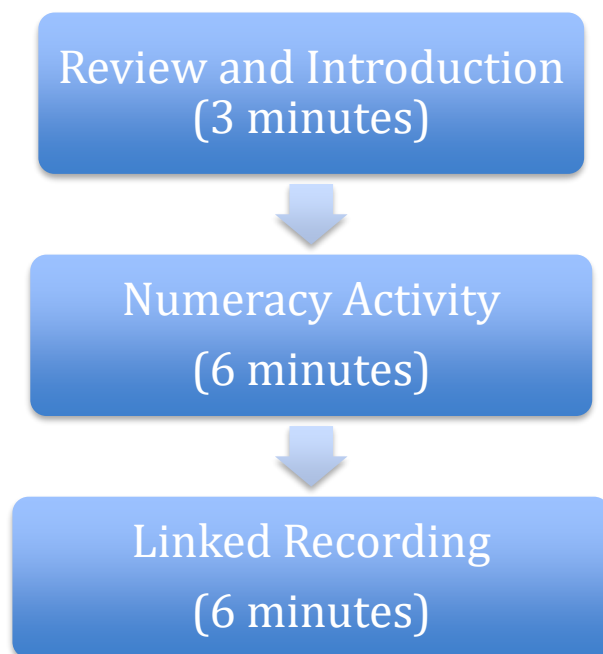 Review and Introduction
(3 minutes)
Numeracy Activity
(6 minutes)
Linked Recording
(6 minutes)